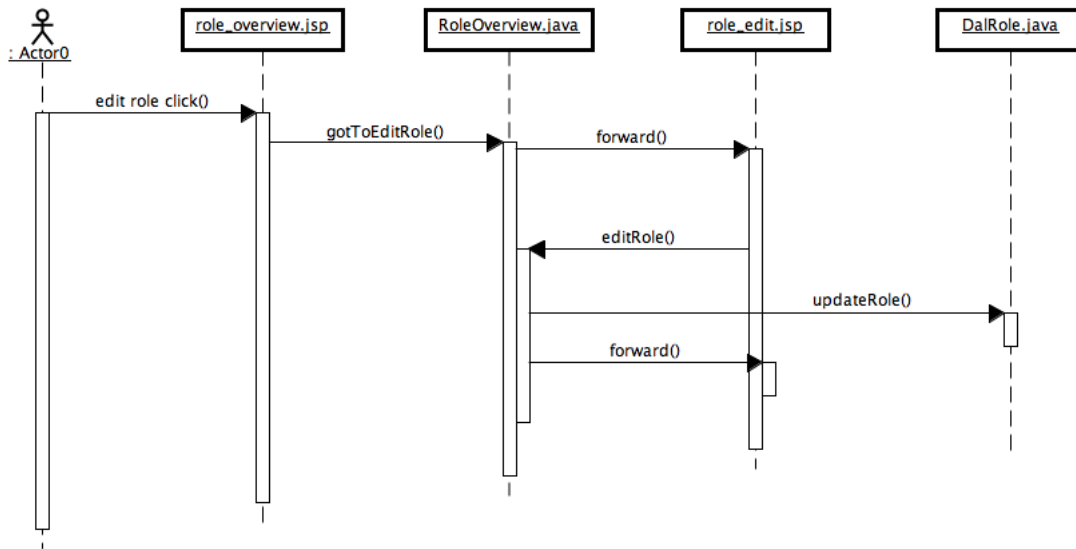 role_overview.jsp
RoleOverview.java
role_edit.jsp
DalRole.java
: Actor0
edit role click()
gotToEditRole()
forward()
editRole()
updateRole()
forward()